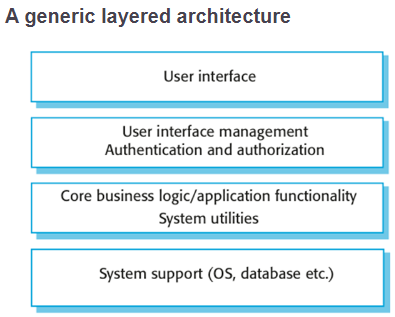 A generic layered architecture
User interface
User interface management
Authentication and authorization
Core business logic/application functionality
System utilities
System support (OS, database etc.)